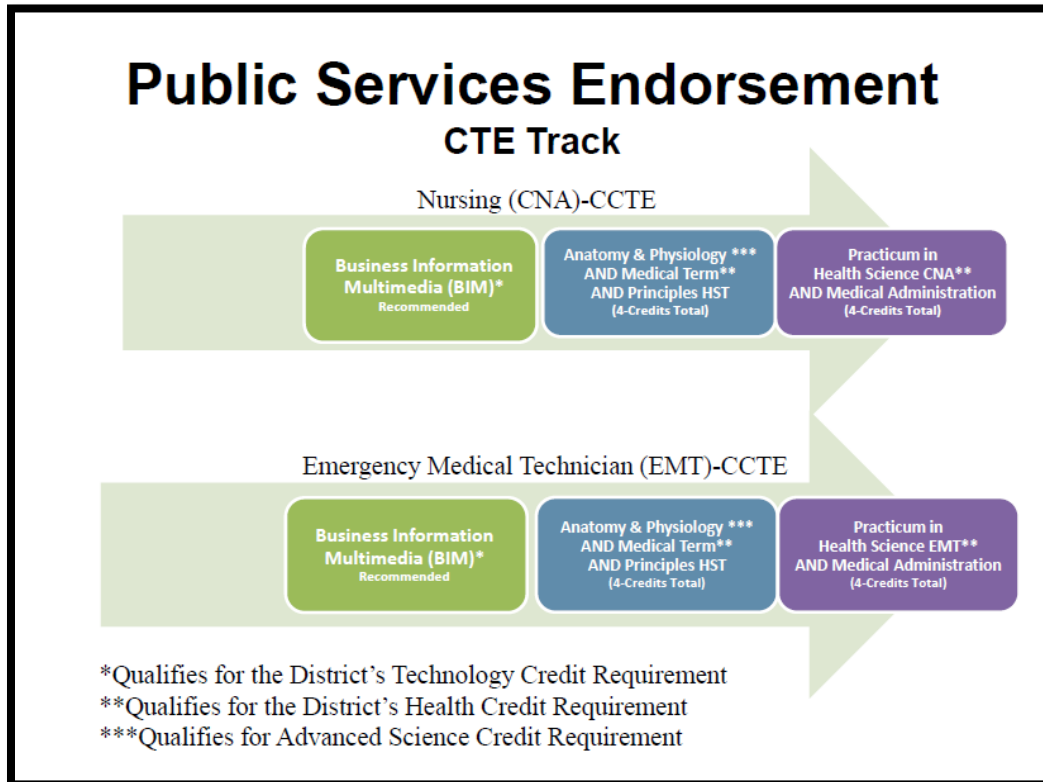 Public Services Endorsement
CTE Track
Nursing (CNA)-CCTE
Business Information
Multimedia (BIM)*
Recommended
Anatomy & Physiology ***
AND Medical Term**
AND Principles HST
(4-Credits Total)
Practicum in
Health Science CNA**
AND Medical Administration
(4-Credits Total)
Emergency Medical Technician (EMT)-CCTE
Business Information
Multimedia (BIM)*
Recommended
Anatomy & Physiology ***
AND Medical Term**
AND Principles HST
(4-Credits Total)
Practicum in
Health Science EMT**
AND Medical Administration
(4-Credits Total)
*Qualifies for the District's Technology Credit Requirement
**Qualifies for the District's Health Credit Requirement
***Qualifies for Advanced Science Credit Requirement